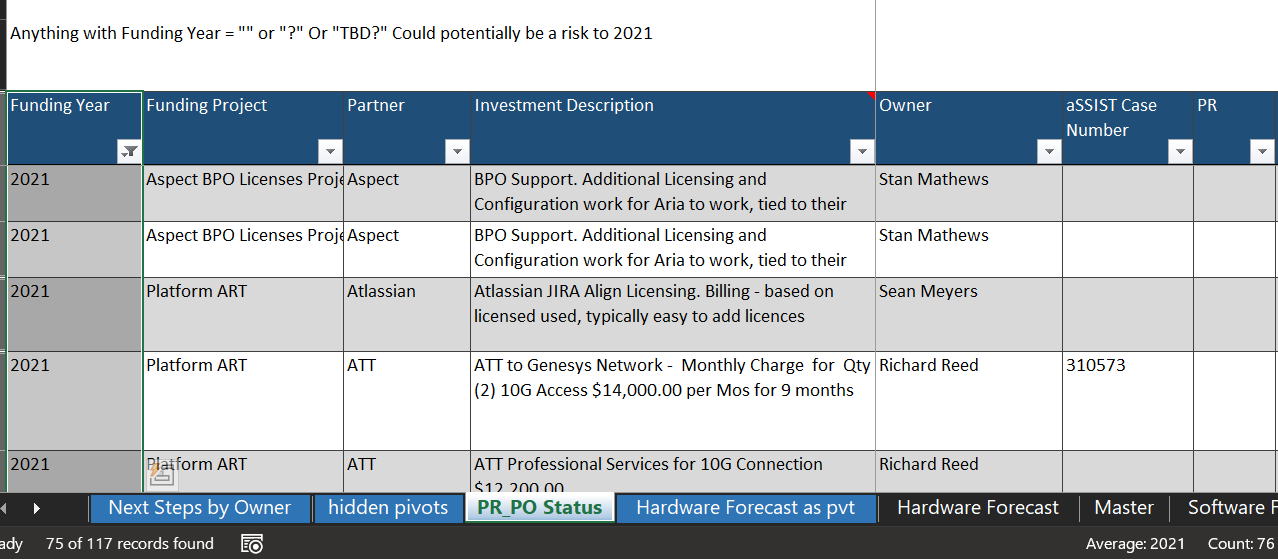 Anything with Funding Year = "" or "?" Or "TBD?" Could potentially be a risk to 2021
Funding Year Funding Project Partner Investment Description Owner aSSIST Case PR
Number
2021 Aspect BPO Licenses Proje Aspect BPO Support. Additional Licensing and Stan Mathews
Configuration work for Aria to work, tied to their
2021 Aspect BPO Licenses Proje Aspect BPO Support. Additional Licensing and Stan Mathews
Configuration work for Aria to work, tied to their
2021 Platform ART Atlassian Atlassian JIRA Align Licensing. Billing - based on Sean Meyers
licensed used, typically easy to add licences
2021 Platform ART ATT ATT to Genesys Network - Monthly Charge for Qty Richard Reed 310573
(2) 10G Access $14,000.00 per Mos for 9 months
2021 Platform ART ATT ATT Professional Services for 10G Connection Richard Reed
$12,200.00
Next Steps by Owner hidden pivots PR_PO Status Hardware Forecast as pvt Hardware Forecast Master Software F
ady 75 of 117 records found Average: 2021 Count: 76